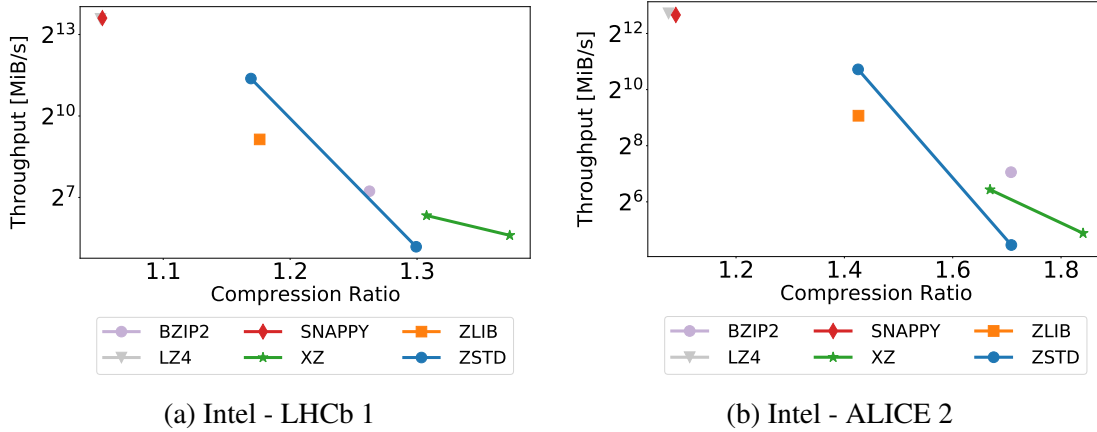 Throughput [MiB/s]
2^13
2^10
2^7
1.1 1.2 1.3
Compression Ratio
BZIP2 SNAPPY ZLIB
LZ4 XZ ZSTD
(a) Intel - LHCb 1
Throughput [MiB/s]
2^12
2^10
2^8
2^6
1.2 1.4 1.6 1.8
Compression Ratio
BZIP2 SNAPPY ZLIB
LZ4 XZ ZSTD
(b) Intel - ALICE 2